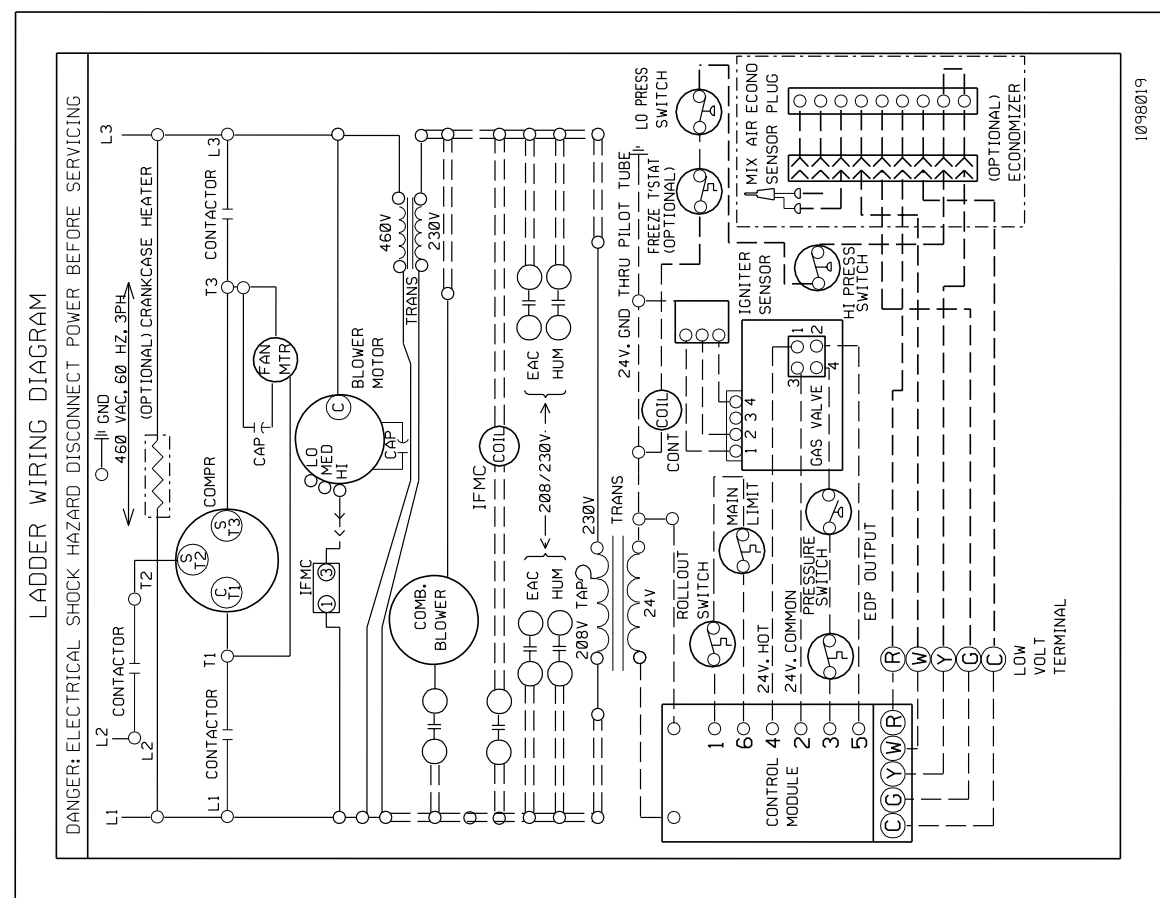 LADDER WIRING DIAGRAM
DANGER: ELECTRICAL SHOCK HAZARD DISCONNECT POWER BEFORE SERVICING
L1
L2
L3
GND
460 VAC, 60 HZ, 3PH
(OPTIONAL) CRANKCASE HEATER
L2
CONTACTOR
T2
COMPR
S
T2
C
T1
S
T3
L1
CONTACTOR
T1
T3
CONTACTOR
L3
CAP
FAN
MTR
IFMC
1
3
LO
MED
HI
C
BLOWER
MOTOR
CAP
460V
230V
TRANS
COMB.
BLOWER
IFMC
COIL
EAC
HUM
208/230V
EAC
HUM
208V TAP
230V
24V
TRANS
24V. GND THRU PILOT TUBE
CONT
COIL
FREEZE T'STAT
(OPTIONAL)
LO PRESS
SWITCH
ROLLOUT
SWITCH
MAIN
LIMIT
IGNITER
SENSOR
1
2
3
4
GAS VALVE
1
2
3
4
HI PRESS
SWITCH
24V. HOT
24V. COMMON
PRESSURE
SWITCH
EDP OUTPUT
MIX AIR
SENSOR
ECONO
PLUG
(OPTIONAL)
ECONOMIZER
CONTROL
MODULE
1
6
4
2
3
5
C
G
Y
W
R
R
W
Y
G
C
LOW
VOLT
TERMINAL
1098019